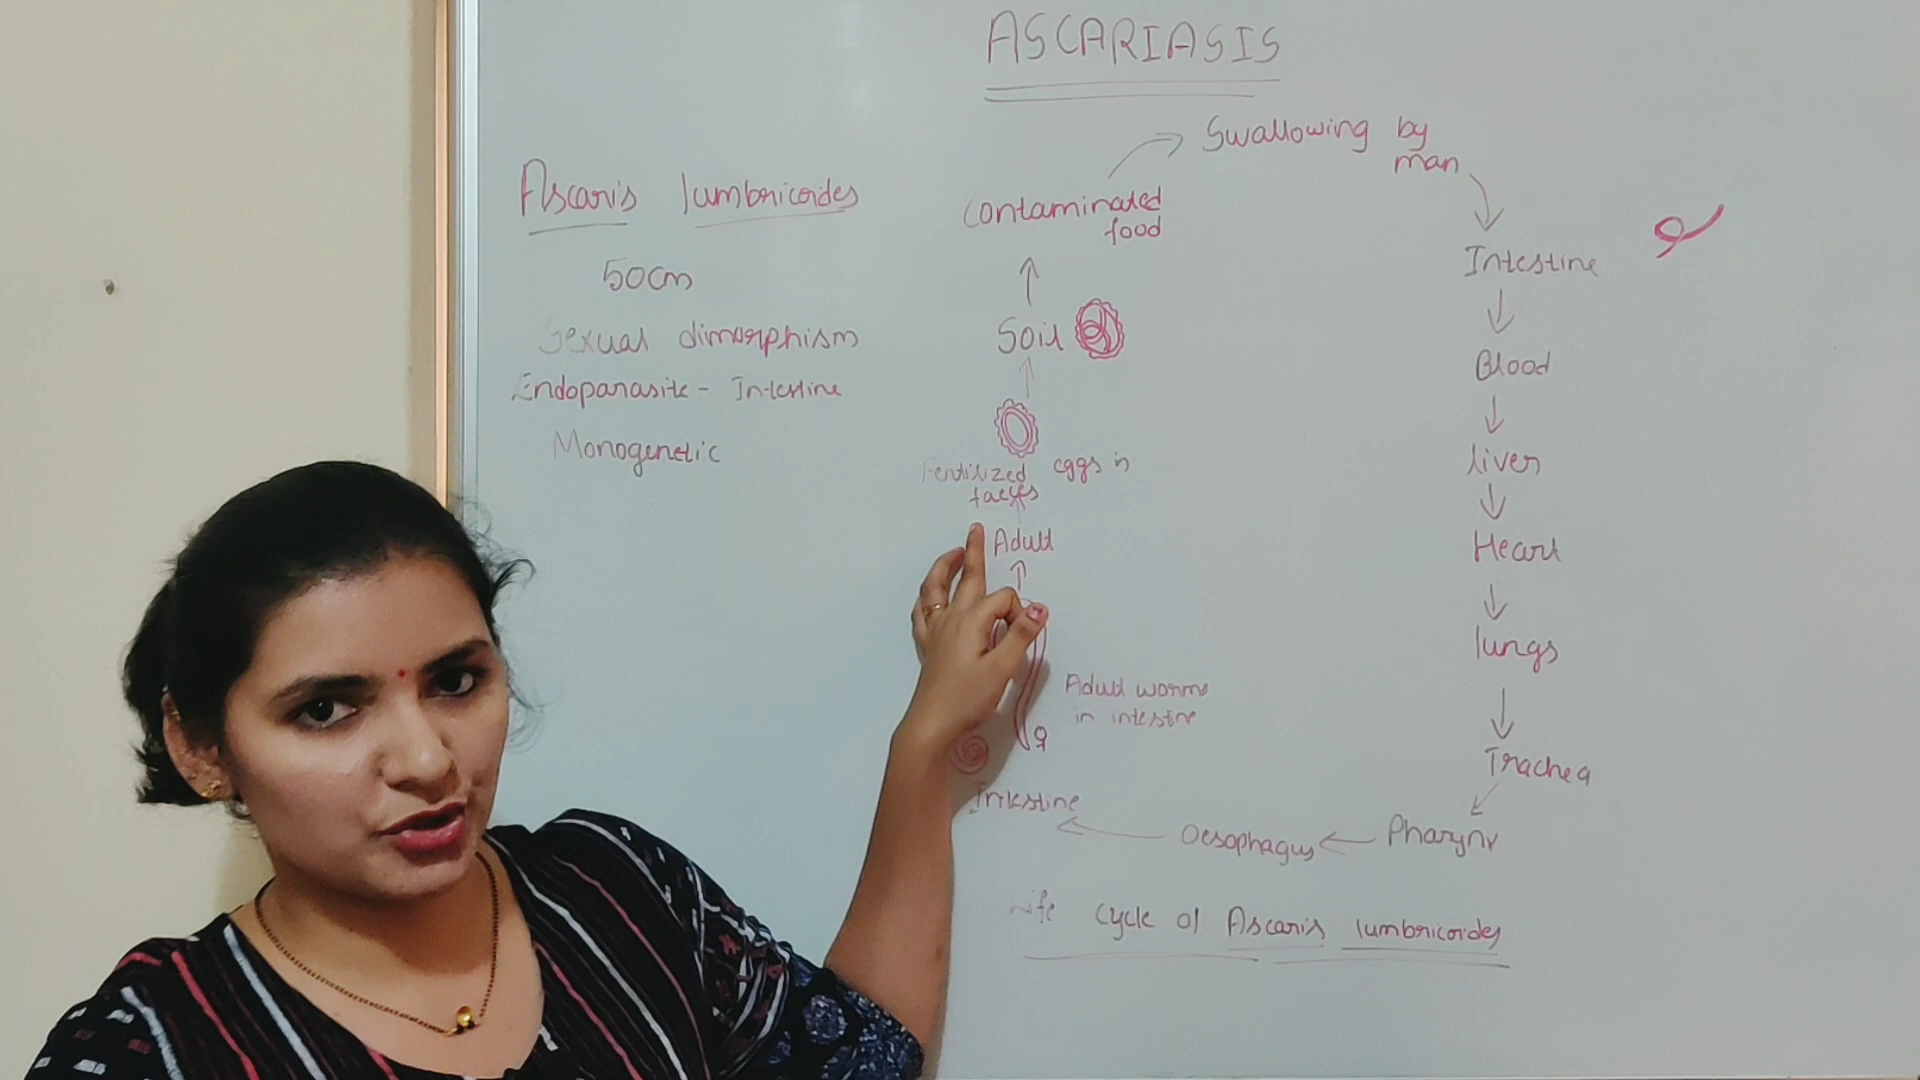 ASCARIASIS
Ascaris lumbricoides
50cm
Sexual dimorphism
Endoparasite - Intestine
Monogenetic
Swallowing by
man
Contaminated
food
Soil
Fertilized eggs in
faeces
Adult
Adult worms
in intestine
♀
Intestine
Blood
liver
Heart
lungs
Trachea
Pharynx
Oesophagus
Intestine
Life cycle of Ascaris lumbricoides